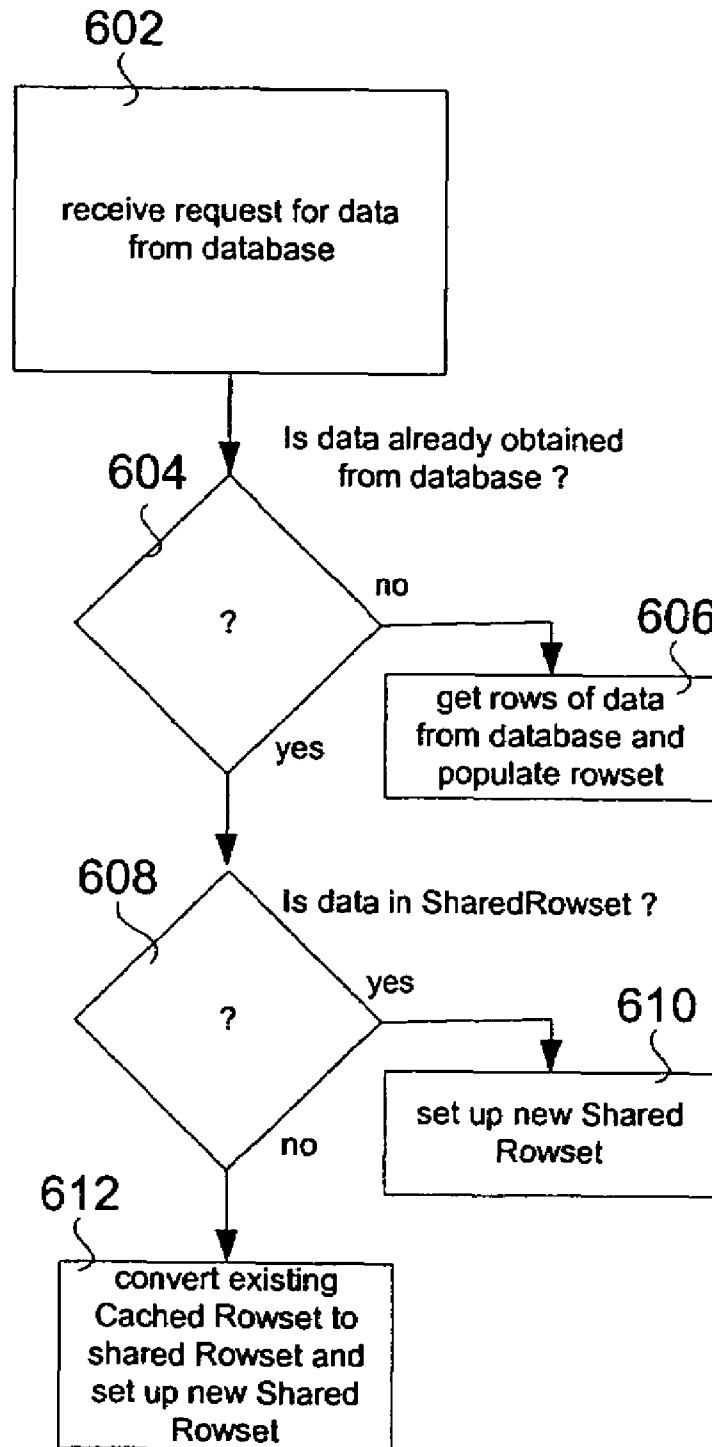 602
receive request for data
from database
Is data already obtained
from database ?
604
?
no
606
get rows of data
from database and
populate rowset
yes
608
Is data in SharedRowset ?
?
yes
610
set up new Shared
Rowset
no
612
convert existing
Cached Rowset to
shared Rowset and
set up new Shared
Rowset